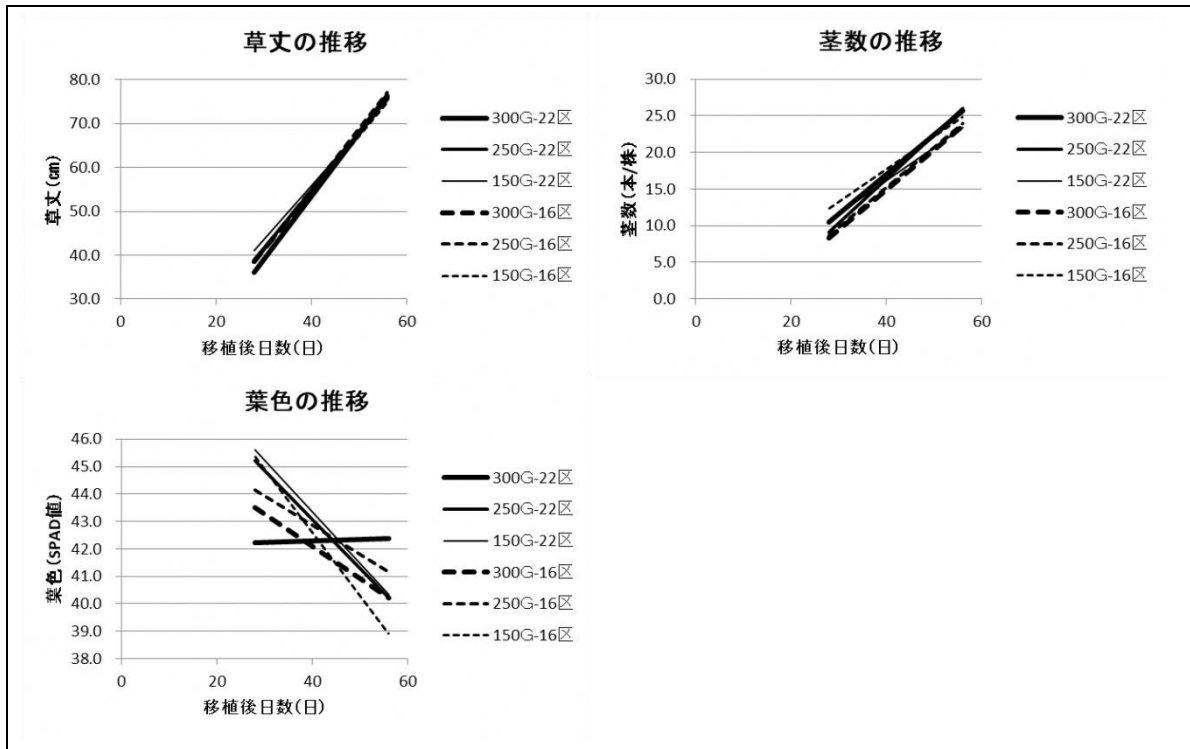 草丈の推移
80.0
70.0
60.0
50.0
40.0
30.0
草丈(㎝)
0
20
40
60
移植後日数(日)
300G-22区
250G-22区
150G-22区
300G-16区
250G-16区
150G-16区
茎数の推移
30.0
25.0
20.0
15.0
10.0
5.0
0.0
茎数(本/株)
0
20
40
60
移植後日数(日)
300G-22区
250G-22区
150G-22区
300G-16区
250G-16区
150G-16区
葉色の推移
46.0
45.0
44.0
43.0
42.0
41.0
40.0
39.0
38.0
葉色(SPAD値)
0
20
40
60
移植後日数(日)
300G-22区
250G-22区
150G-22区
300G-16区
250G-16区
150G-16区